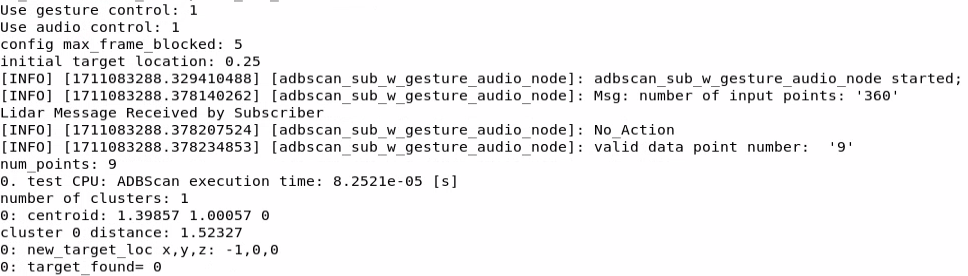 Use gesture control: 1
Use audio control: 1
config max_frame_blocked: 5
initial target location: 0.25
[INFO] [1711083288.329410488] [adbscan_sub_w_gesture_audio_node]: adbscan_sub_w_gesture_audio_node started;
[INFO] [1711083288.378140262] [adbscan_sub_w_gesture_audio_node]: Msg: number of input points: '360'
Lidar Message Received by Subscriber
[INFO] [1711083288.378207524] [adbscan_sub_w_gesture_audio_node]: No_Action
[INFO] [1711083288.378234853] [adbscan_sub_w_gesture_audio_node]: valid data point number:  '9'
num_points: 9
0. test CPU: ADBScan execution time: 8.2521e-05 [s]
number of clusters: 1
0: centroid: 1.39857 1.00057 0
cluster 0 distance: 1.52327
0: new_target_loc x,y,z: -1,0,0
0: target_found= 0